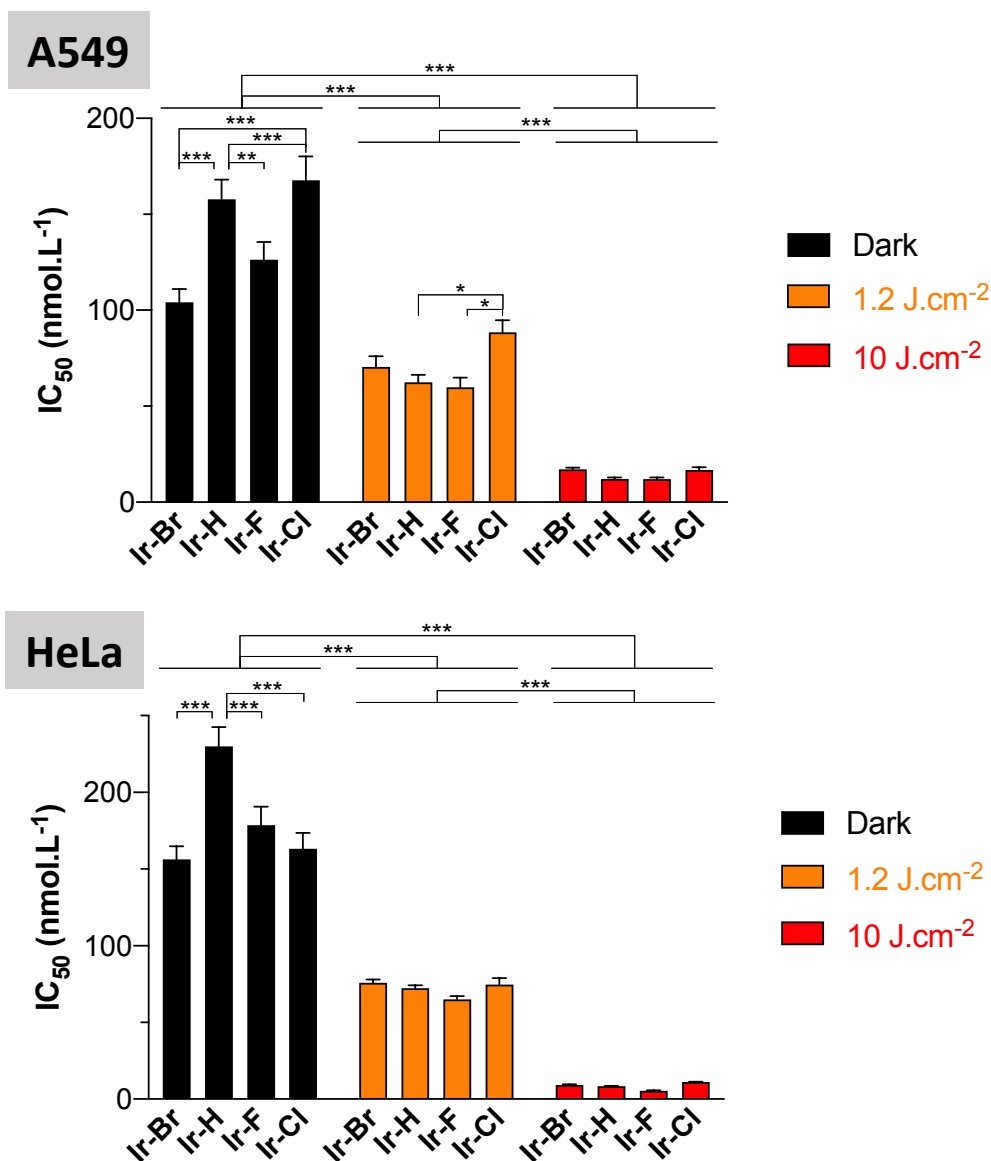 A549
***
***
200
***
***
***
***
**
IC50 (nmol.L-1)
100
*
*
0
Ir-Br
Ir-H
Ir-F
Ir-Cl
Ir-Br
Ir-H
Ir-F
Ir-Cl
Ir-Br
Ir-H
Ir-F
Ir-Cl
Dark
1.2 J.cm-2
10 J.cm-2
HeLa
***
***
***
***
***
***
IC50 (nmol.L-1)
200
100
0
Ir-Br
Ir-H
Ir-F
Ir-Cl
Ir-Br
Ir-H
Ir-F
Ir-Cl
Ir-Br
Ir-H
Ir-F
Ir-Cl
Dark
1.2 J.cm-2
10 J.cm-2